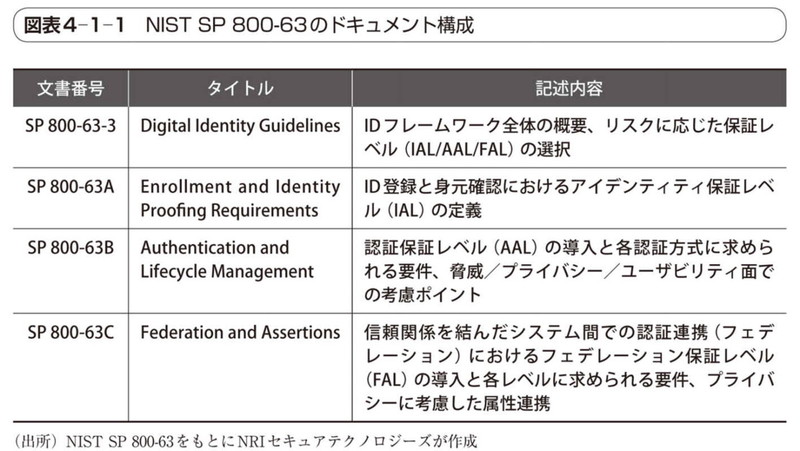 図表4-1-1 NIST SP 800-63のドキュメント構成
文書番号 タイトル 記述内容
SP 800-63-3 Digital Identity Guidelines IDフレームワーク全体の概要、リスクに応じた保証レ
ベル（IAL/AAL/FAL）の選択
SP 800-63A Enrollment and Identity ID登録と身元確認におけるアイデンティティ保証レベ
Proofing Requirements ル（IAL）の定義
SP 800-63B Authentication and 認証保証レベル（AAL）の導入と各認証方式に求めら
Lifecycle Management れる要件、脅威／プライバシー／ユーザビリティ面で
の考慮ポイント
SP 800-63C Federation and Assertions 信頼関係を結んだシステム間での認証連携（フェデ
レーション）におけるフェデレーション保証レベル
（FAL）の導入と各レベルに求められる要件、プライバ
シーに考慮した属性連携
（出所）NIST SP 800-63をもとにNRIセキュアテクノロジーズが作成